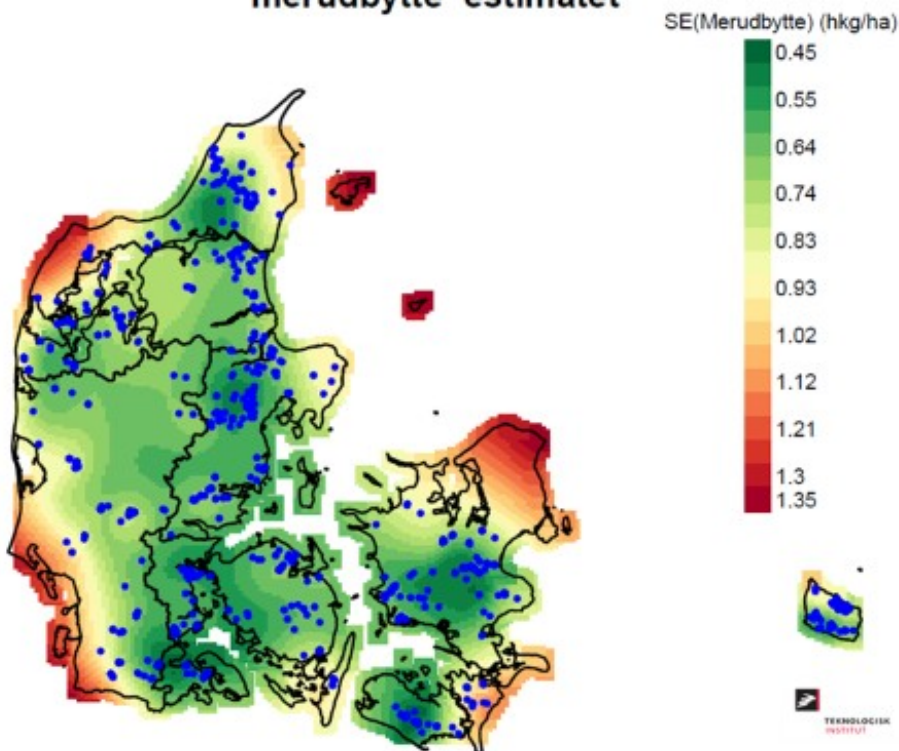 merudbytte- estimatet
SE(Merudbytte) (hkg/ha)
0.45
0.55
0.64
0.74
0.83
0.93
1.02
1.12
1.21
1.3
1.35
TEKNOLOGISK
INSTITUT